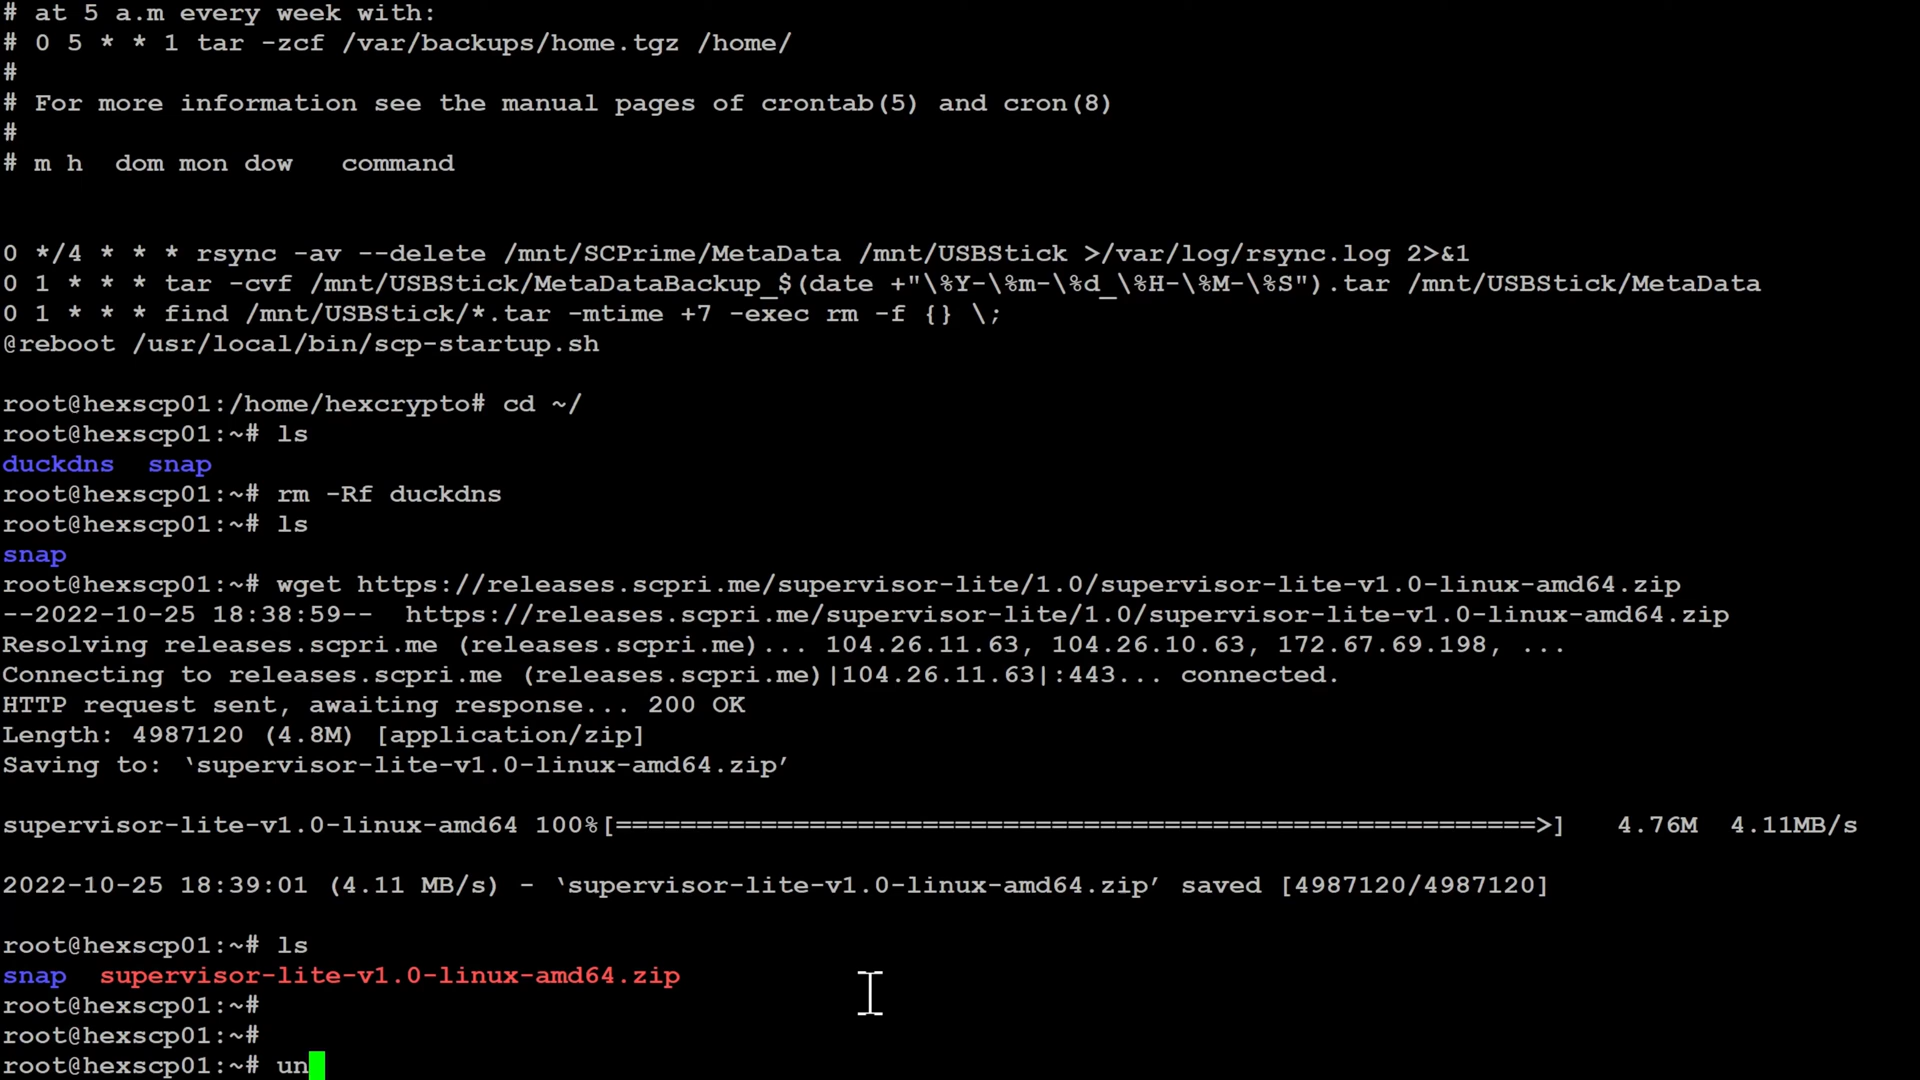 # at 5 a.m every week with:
# 0 5 * * 1 tar -zcf /var/backups/home.tgz /home/
#
# For more information see the manual pages of crontab(5) and cron(8)
#
# m h  dom mon dow   command
0 */4 * * * rsync -av --delete /mnt/SCPrime/MetaData /mnt/USBStick >/var/log/rsync.log 2>&1
0 1 * * * tar -cvf /mnt/USBStick/MetaDataBackup_$(date +"\%Y-\%m-\%d_\%H-\%M-\%S").tar /mnt/USBStick/MetaData
0 1 * * * find /mnt/USBStick/*.tar -mtime +7 -exec rm -f {} \;
@reboot /usr/local/bin/scp-startup.sh
root@hexscp01:/home/hexcrypto# cd ~/
root@hexscp01:~# ls
duckdns  snap
root@hexscp01:~# rm -Rf duckdns
root@hexscp01:~# ls
snap
root@hexscp01:~# wget https://releases.scpri.me/supervisor-lite/1.0/supervisor-lite-v1.0-linux-amd64.zip
--2022-10-25 18:38:59--  https://releases.scpri.me/supervisor-lite/1.0/supervisor-lite-v1.0-linux-amd64.zip
Resolving releases.scpri.me (releases.scpri.me)... 104.26.11.63, 104.26.10.63, 172.67.69.198, ...
Connecting to releases.scpri.me (releases.scpri.me)|104.26.11.63|:443... connected.
HTTP request sent, awaiting response... 200 OK
Length: 4987120 (4.8M) [application/zip]
Saving to: ‘supervisor-lite-v1.0-linux-amd64.zip’
supervisor-lite-v1.0-linux-amd64 100%[=========================================================>]   4.76M  4.11MB/s
2022-10-25 18:39:01 (4.11 MB/s) - ‘supervisor-lite-v1.0-linux-amd64.zip’ saved [4987120/4987120]
root@hexscp01:~# ls
snap  supervisor-lite-v1.0-linux-amd64.zip
root@hexscp01:~#
root@hexscp01:~#
root@hexscp01:~# un